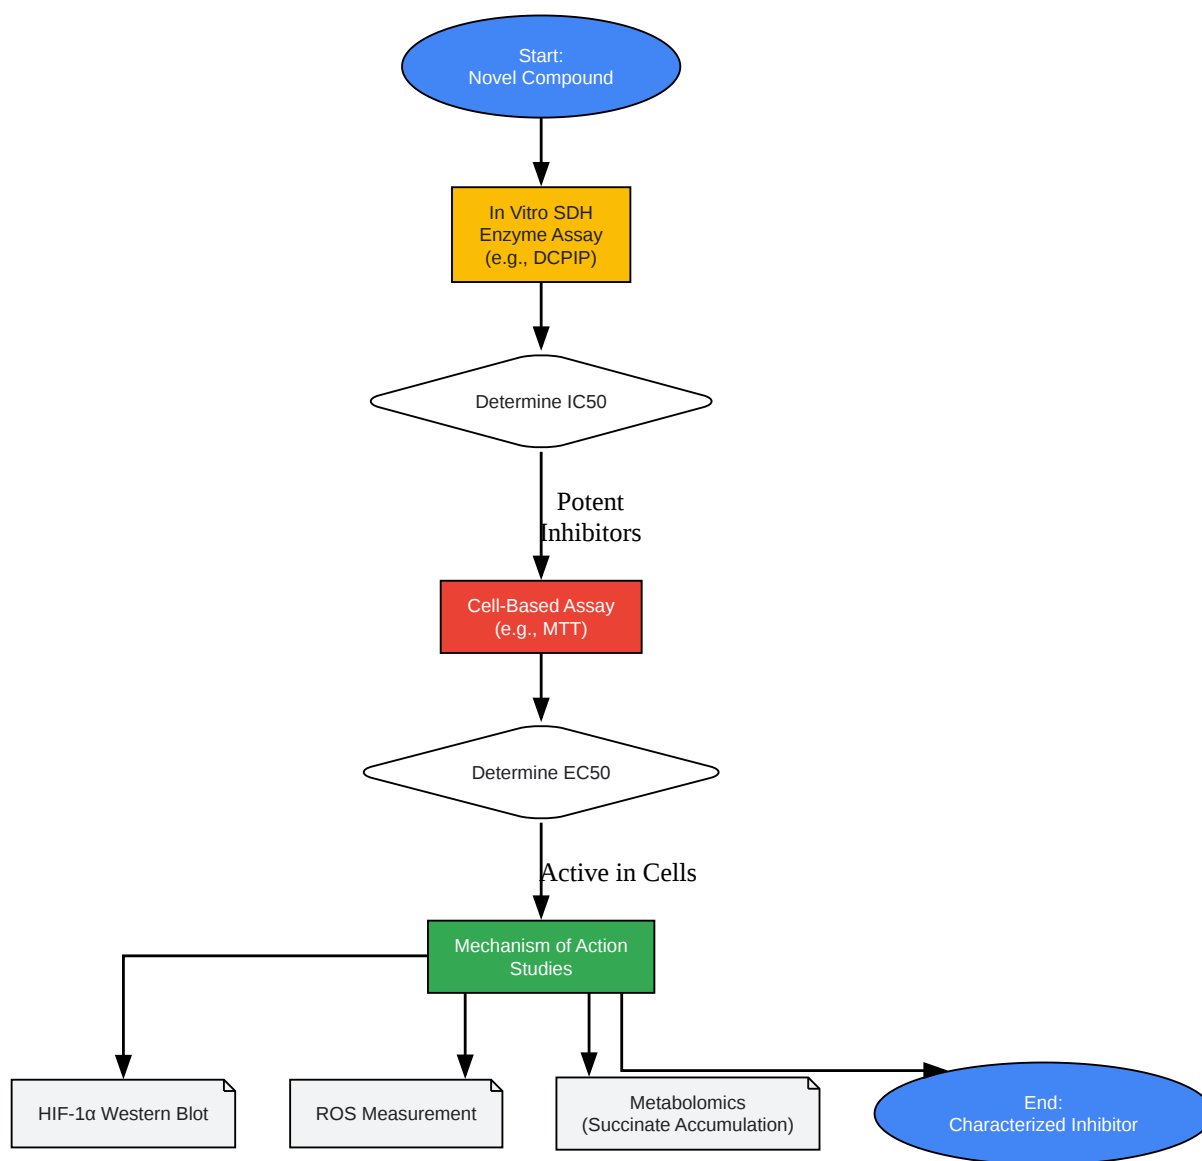 Start:
Novel Compound
In Vitro SDH
Enzyme Assay
(e.g., DCPIP)
Determine IC50
Potent
Inhibitors
Cell-Based Assay
(e.g., MTT)
Determine EC50
Active in Cells
Mechanism of Action
Studies
HIF-1α Western Blot
ROS Measurement
Metabolomics
(Succinate Accumulation)
End:
Characterized Inhibitor